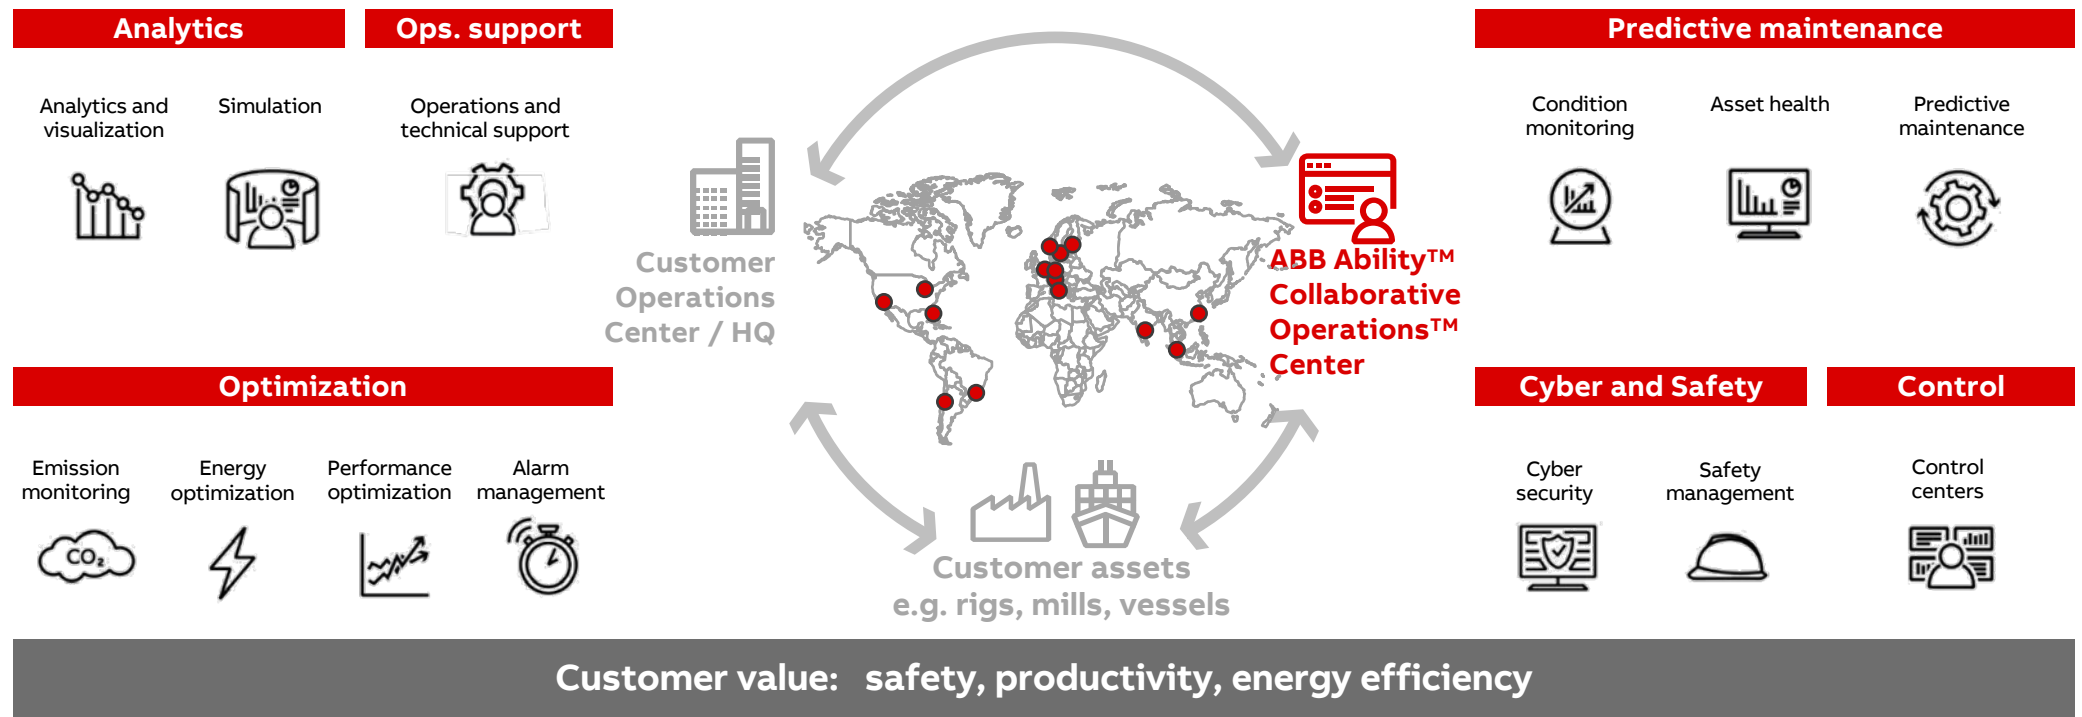 Analytics
Ops. support
Predictive maintenance
Analytics and
visualization
Simulation
Operations and
technical support
Condition
monitoring
Asset health
Predictive
maintenance
Customer
Operations
Center / HQ
ABB Ability™
Collaborative
Operations™
Center
Optimization
Cyber and Safety
Control
Emission
monitoring
Energy
optimization
Performance
optimization
Alarm
management
Cyber
security
Safety
management
Control
centers
CO₂
Customer assets
e.g. rigs, mills, vessels
Customer value: safety, productivity, energy efficiency